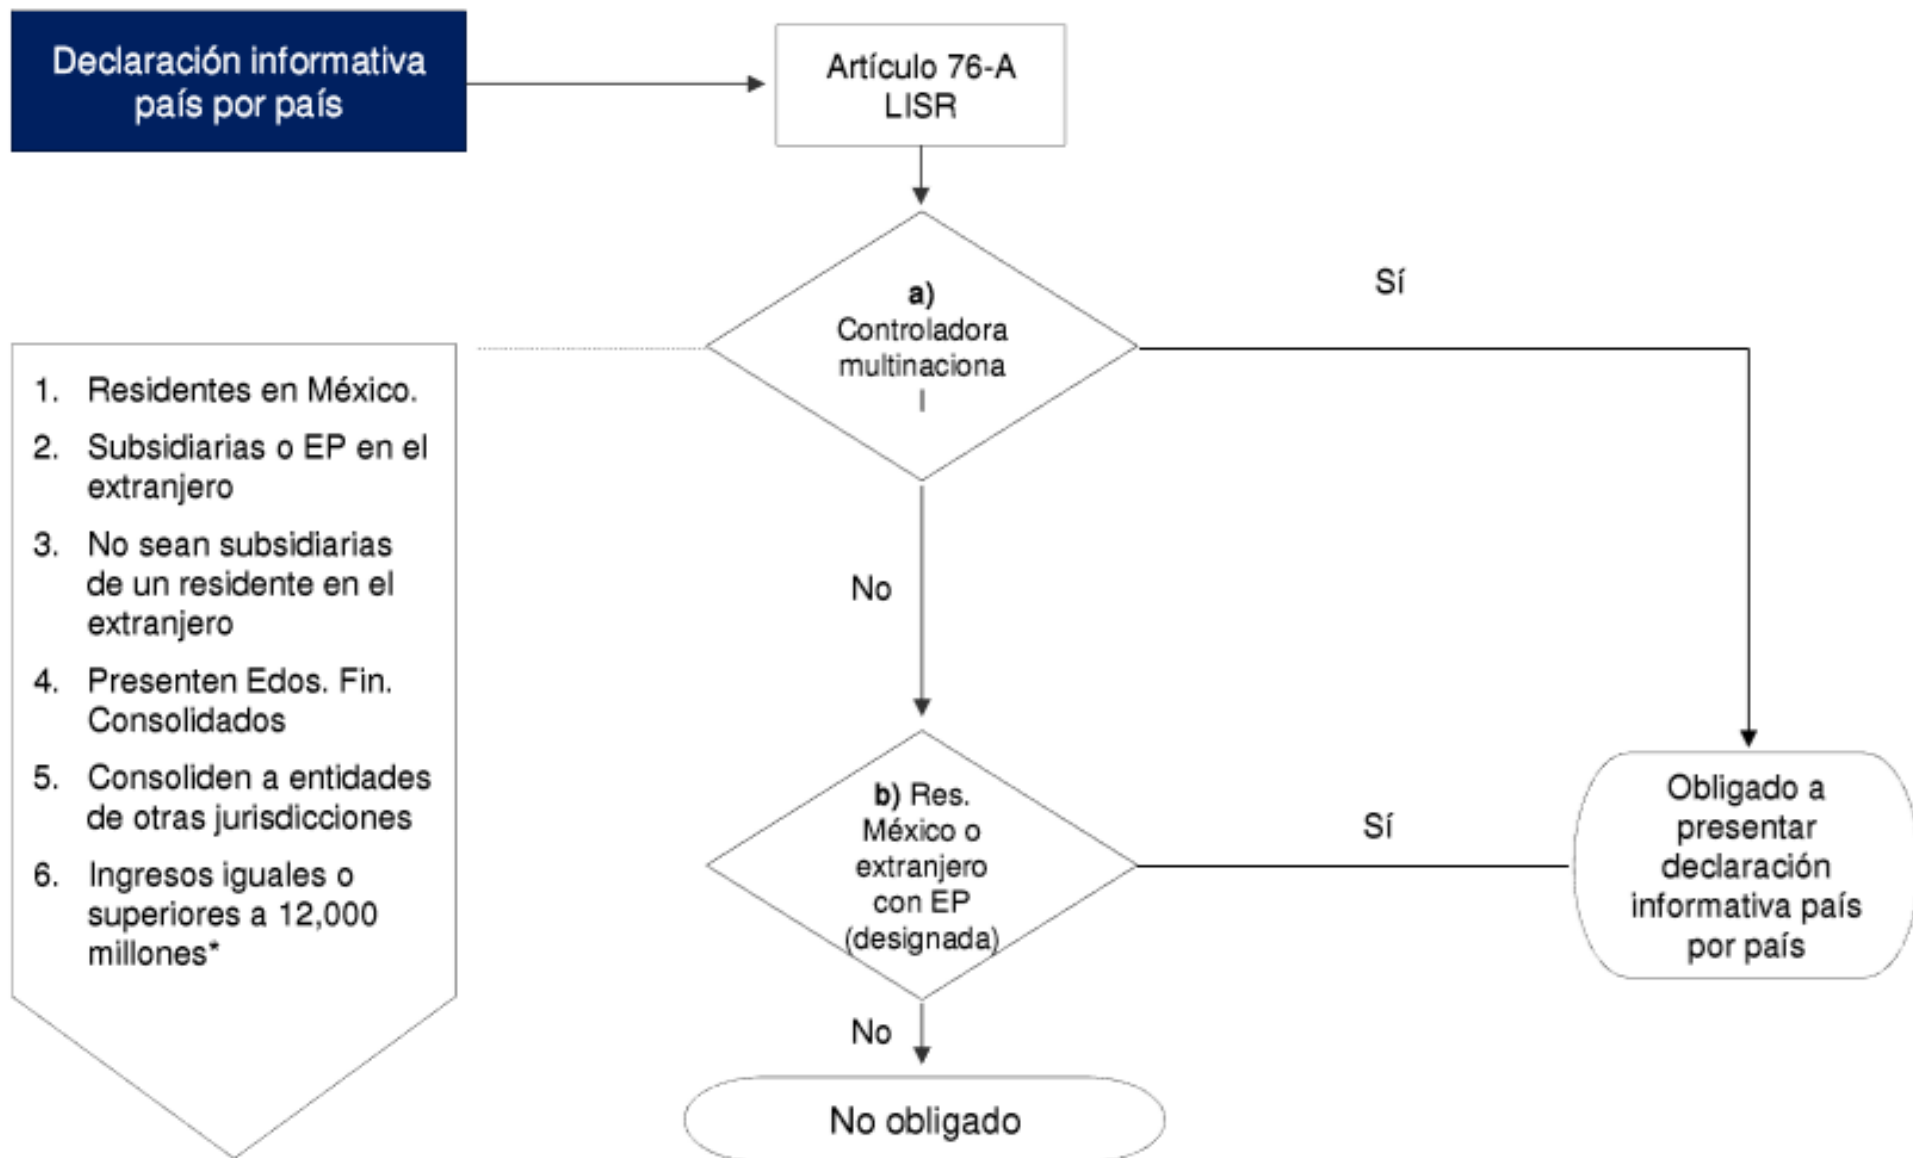 Declaración informativa
país por país
Artículo 76-A
LISR
a)
Controladora
multinaciona
l
Sí
1. Residentes en México.
2. Subsidiarias o EP en el
extranjero
3. No sean subsidiarias
de un residente en el
extranjero
4. Presenten Edos. Fin.
Consolidados
5. Consoliden a entidades
de otras jurisdicciones
6. Ingresos iguales o
superiores a 12,000
millones*
No
b) Res.
México o
extranjero
con EP
(designada)
Sí
Obligado a
presentar
declaración
informativa país
por país
No
No obligado